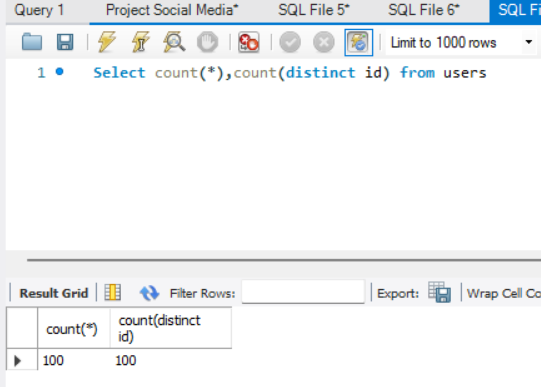 Query 1 Project Social Media* SQL File 5* SQL File 6* SQL Fi
Limit to 1000 rows
1 Select count(*),count(distinct id) from users
Result Grid Filter Rows: Export: Wrap Cell Co
count(*) count(distinct
id)
100 100